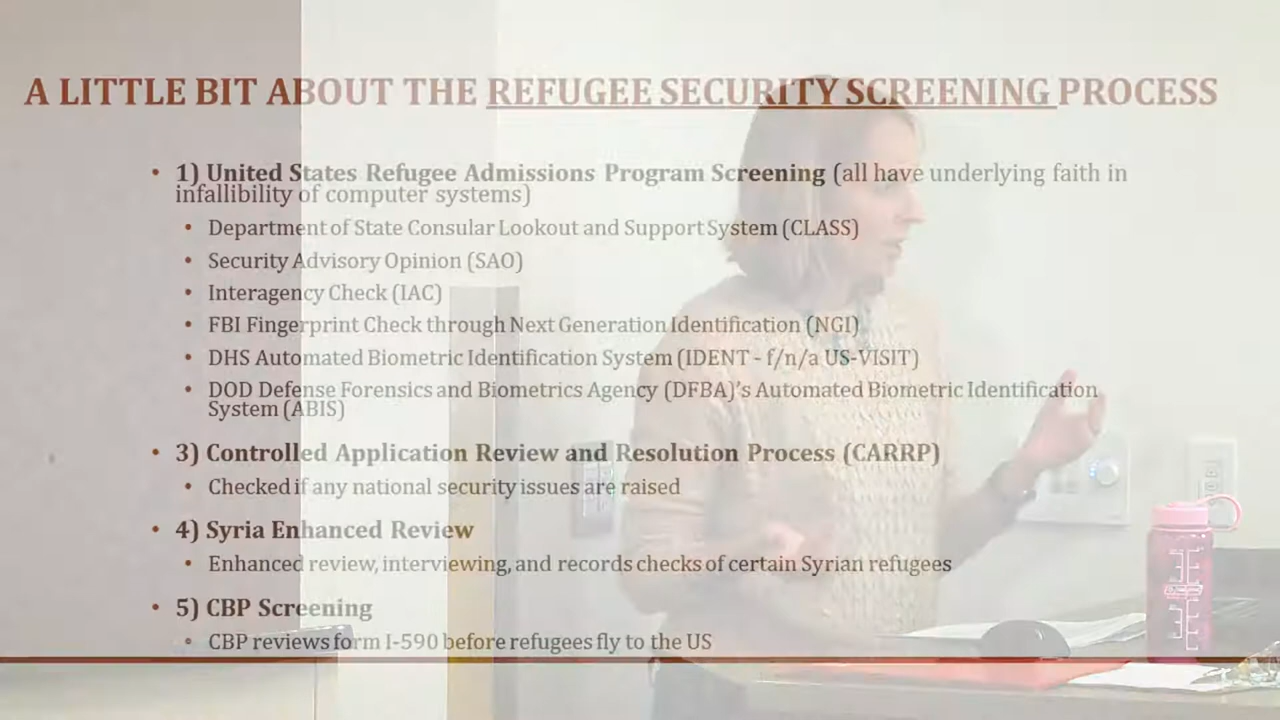 A LITTLE BIT ABOUT THE REFUGEE SECURITY SCREENING PROCESS
• 1) United States Refugee Admissions Program Screening (all have underlying faith in
infallibility of computer systems)
• Department of State Consular Lookout and Support System (CLASS)
• Security Advisory Opinion (SAO)
• Interagency Check (IAC)
• FBI Fingerprint Check through Next Generation Identification (NGI)
• DHS Automated Biometric Identification System (IDENT - f/n/a US-VISIT)
• DOD Defense Forensics and Biometrics Agency (DFBA)'s Automated Biometric Identification
System (ABIS)
• 3) Controlled Application Review and Resolution Process (CARRP)
• Checked if any national security issues are raised
• 4) Syria Enhanced Review
• Enhanced review, interviewing, and records checks of certain Syrian refugees
• 5) CBP Screening
• CBP reviews form I-590 before refugees fly to the US